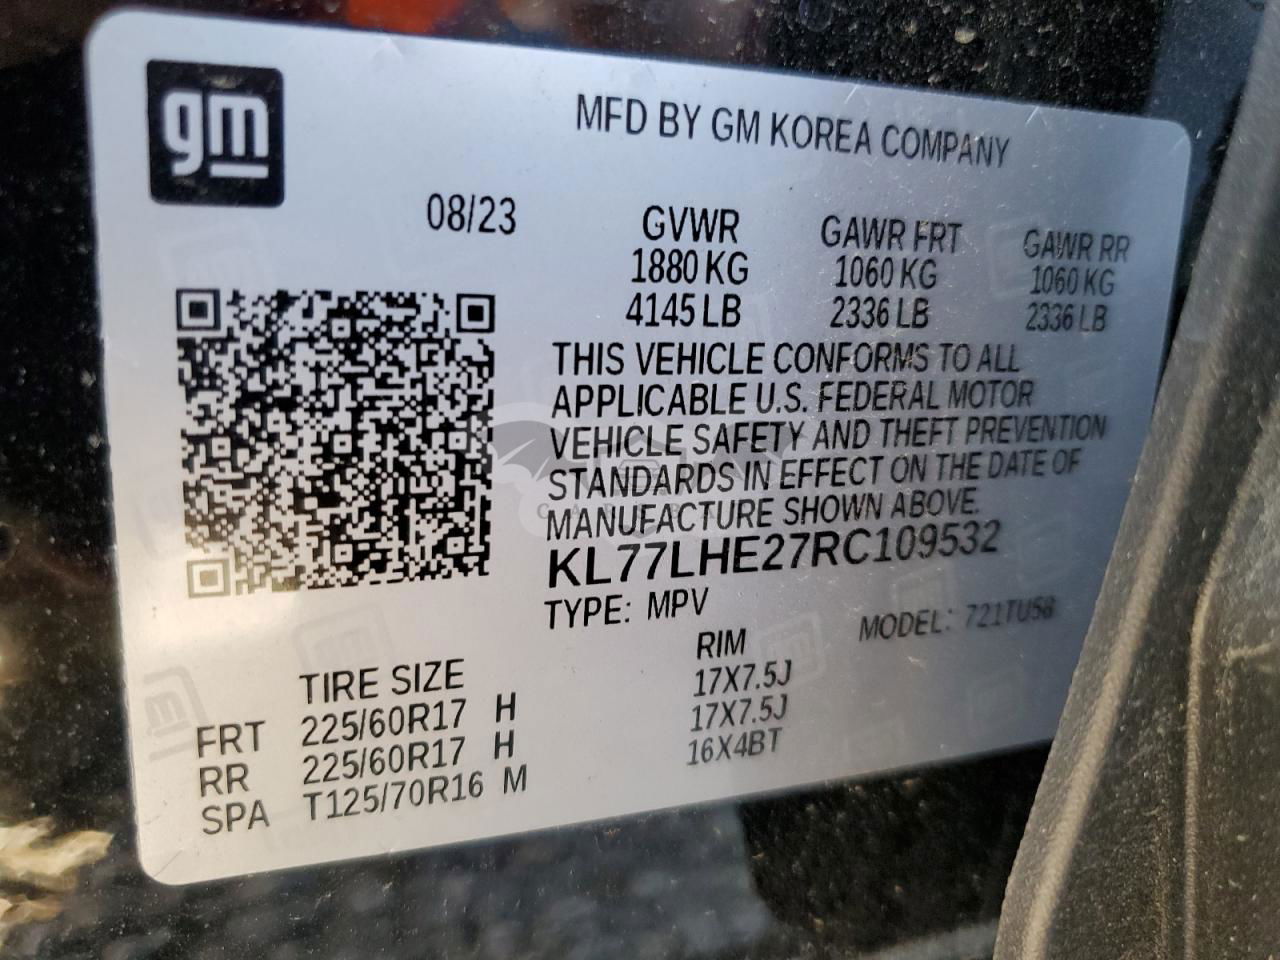 gm
MFD BY GM KOREA COMPANY
08/23
GVWR GAWR FRT GAWR RR
1880 KG 1060 KG 1060 KG
4145 LB 2336 LB 2336 LB
THIS VEHICLE CONFORMS TO ALL
APPLICABLE U.S. FEDERAL MOTOR
VEHICLE SAFETY AND THEFT PREVENTION
STANDARDS IN EFFECT ON THE DATE OF
MANUFACTURE SHOWN ABOVE.
KL77LHE27RC109532
TYPE: MPV MODEL: 721TU58
TIRE SIZE RIM
FRT 225/60R17 H 17X7.5J
RR 225/60R17 H 17X7.5J
SPA T125/70R16 M 16X4BT